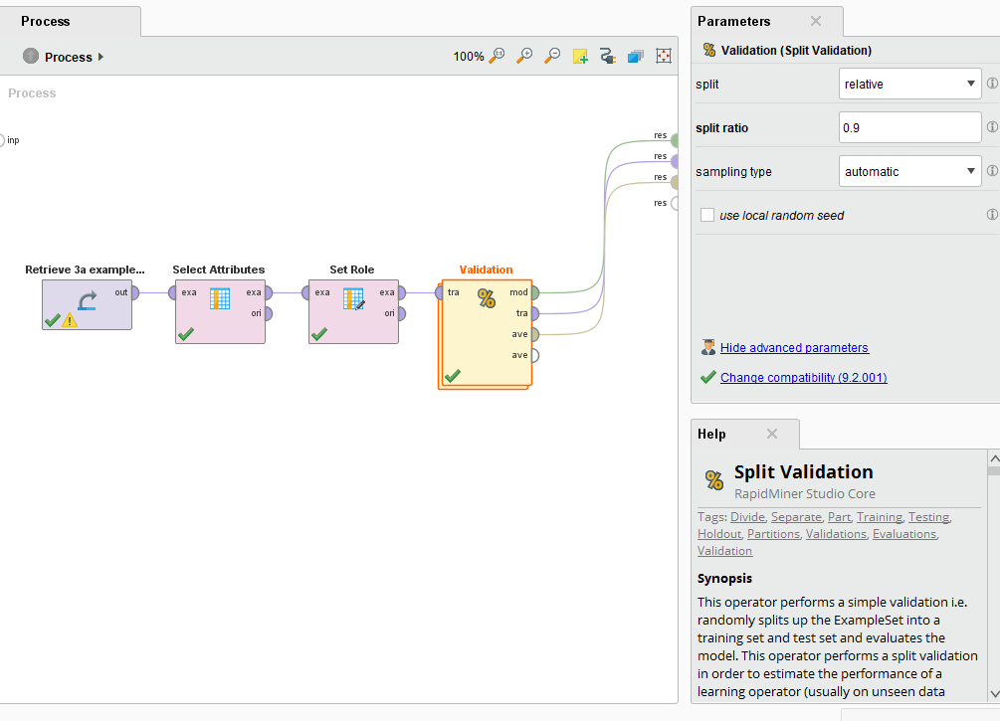 Process
Process
100%
Process
inp
res
res
res
res
Retrieve 3a example...
out
Select Attributes
exa exa
ori
Set Role
exa exa
ori
Validation
tra mod
tra
ave
ave
Parameters
Validation (Split Validation)
split relative
split ratio 0.9
sampling type automatic
use local random seed
Hide advanced parameters
Change compatibility (9.2.001)
Help
Split Validation
RapidMiner Studio Core
Tags: Divide, Separate, Part, Training, Testing,
Holdout, Partitions, Validations, Evaluations,
Validation
Synopsis
This operator performs a simple validation i.e.
randomly splits up the ExampleSet into a
training set and test set and evaluates the
model. This operator performs a split validation
in order to estimate the performance of a
learning operator (usually on unseen data